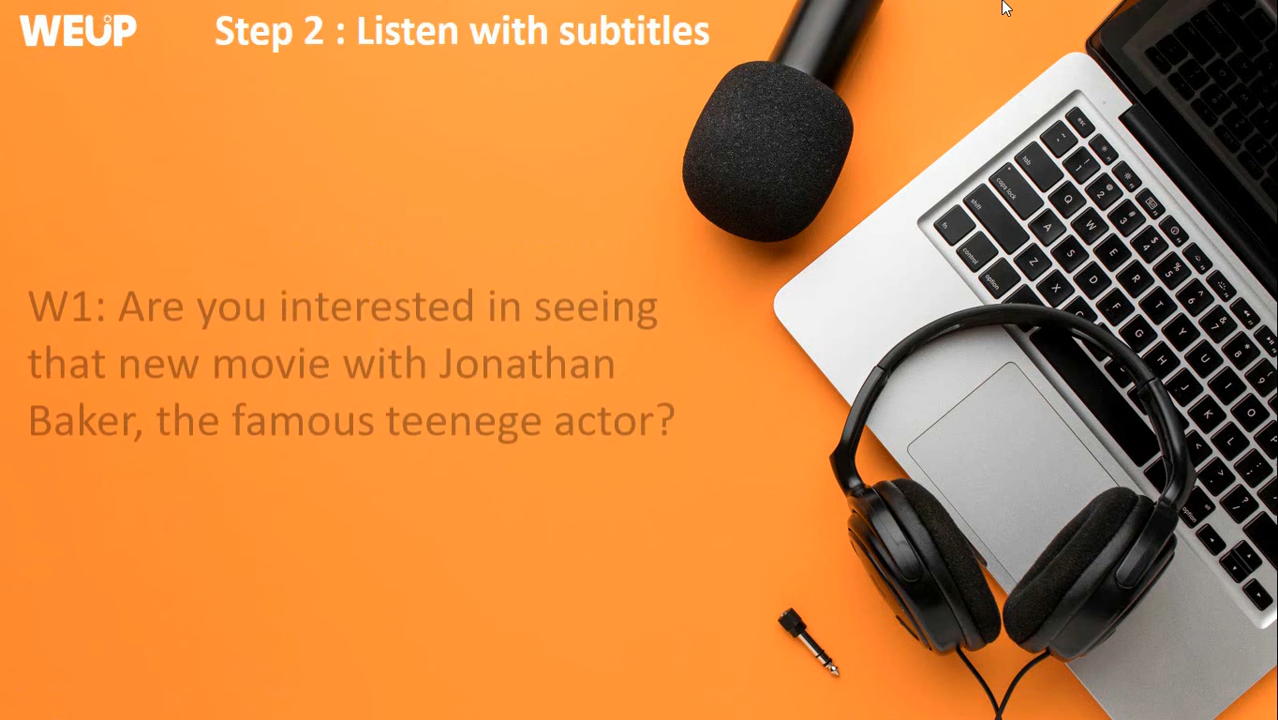 WEUP
Step 2 : Listen with subtitles
W1: Are you interested in seeing
that new movie with Jonathan
Baker, the famous teenege actor?